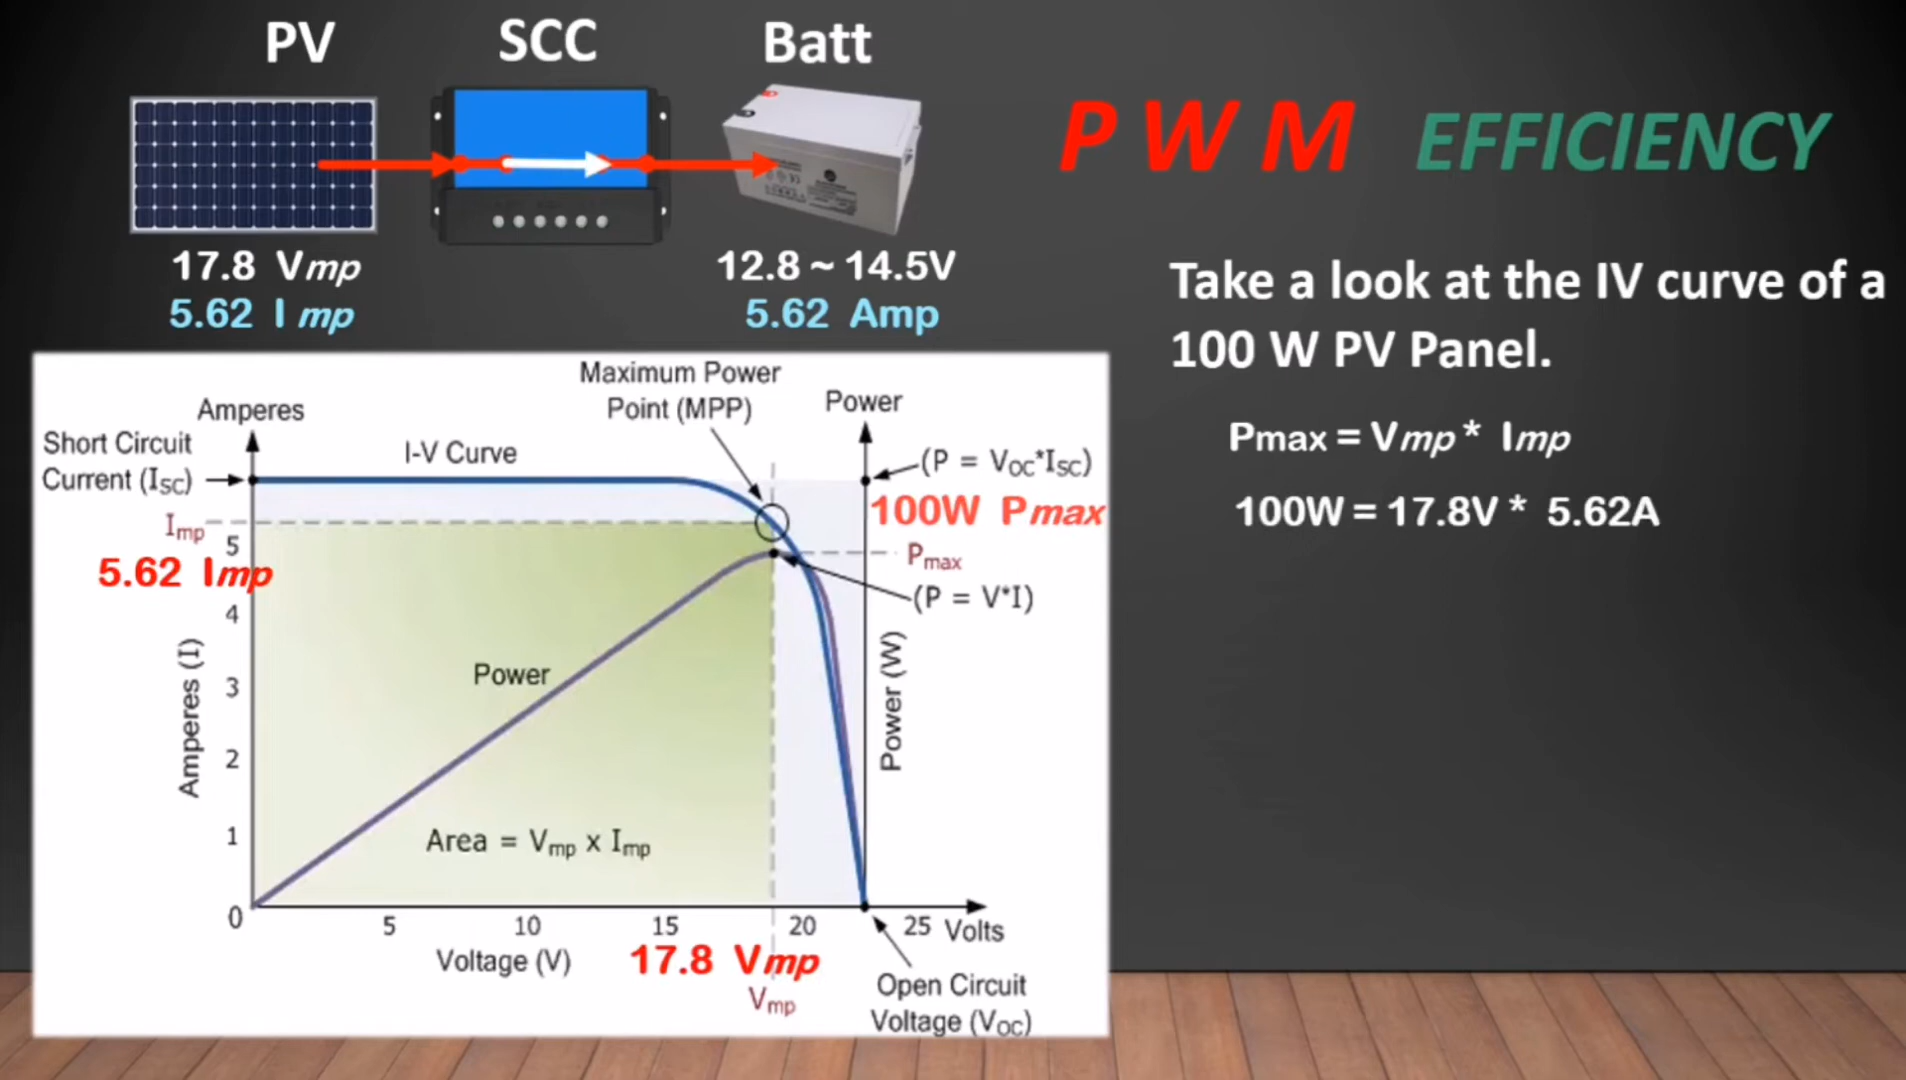 PV
SCC
Batt
PWM EFFICIENCY
17.8 Vmp
5.62 Imp
12.8 ~ 14.5V
5.62 Amp
Take a look at the IV curve of a
100 W PV Panel.
Pmax = Vmp * Imp
100W = 17.8V * 5.62A
Maximum Power
Point (MPP)
Amperes
Power
Short Circuit
Current (ISC)
I-V Curve
(P = VOC*ISC)
100W Pmax
Imp
5
5.62 Imp
Pmax
(P = V*I)
4
Amperes (I)
3
Power
Power (W)
2
1
Area = Vmp x Imp
0
5
10
15
20
25
Volts
Voltage (V)
17.8 Vmp
Vmp
Open Circuit
Voltage (VOC)